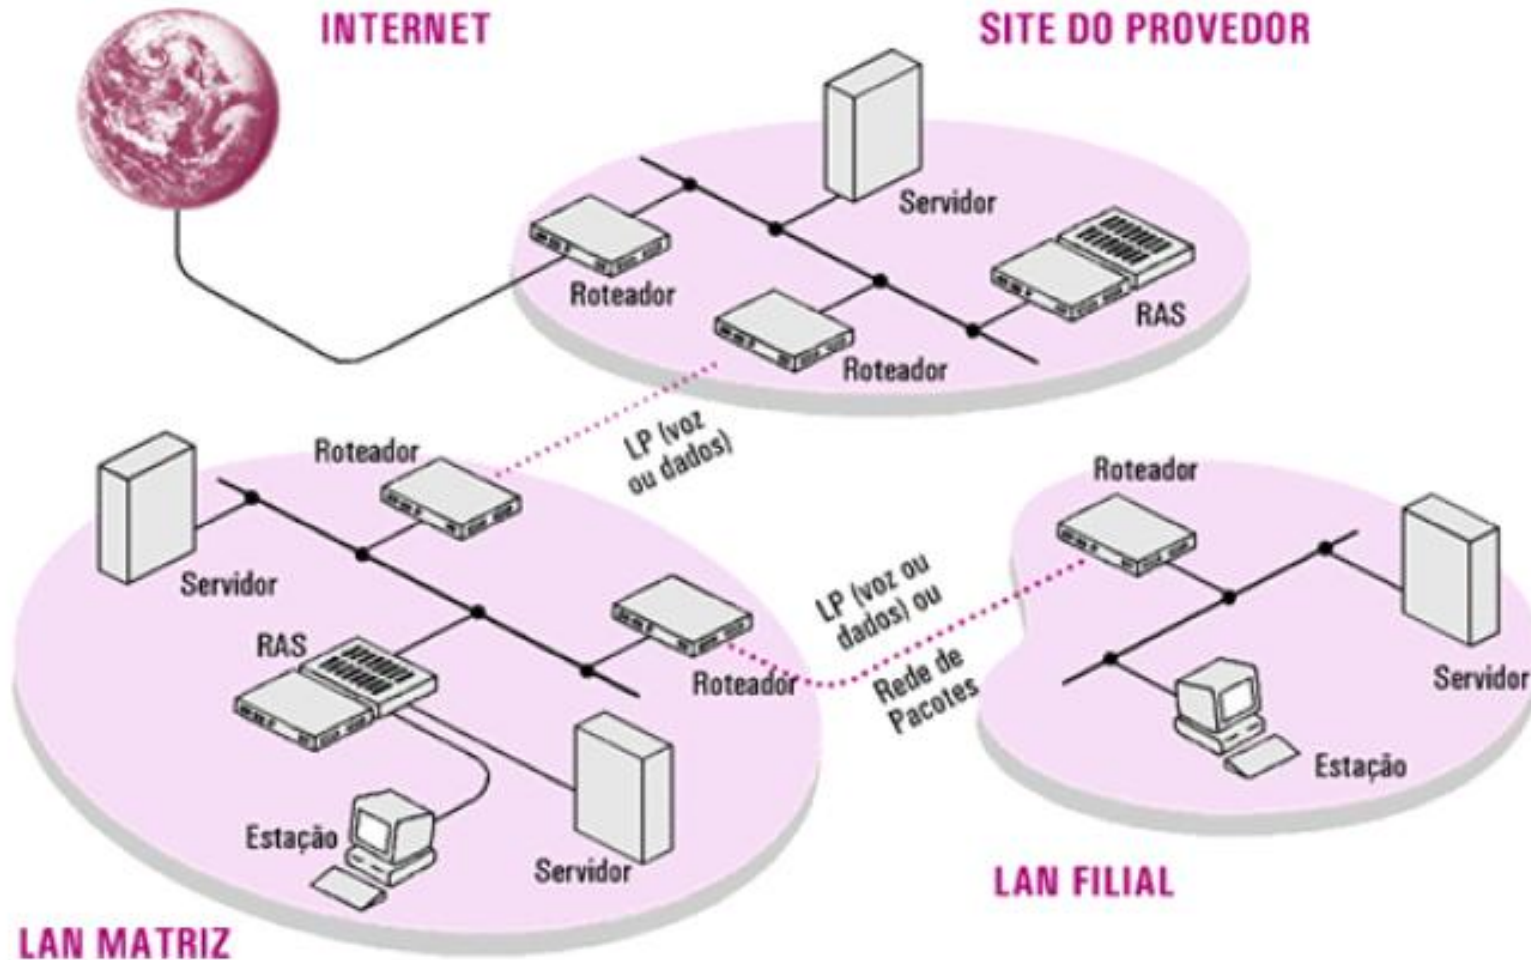 INTERNET
SITE DO PROVEDOR
Servidor
Roteador
RAS
Roteador
LP (voz
ou dados)
Roteador
Servidor
RAS
Roteador
Estação
Servidor
LAN MATRIZ
LP (voz ou
dados) ou
Rede de
Pacotes
Roteador
Servidor
Estação
LAN FILIAL